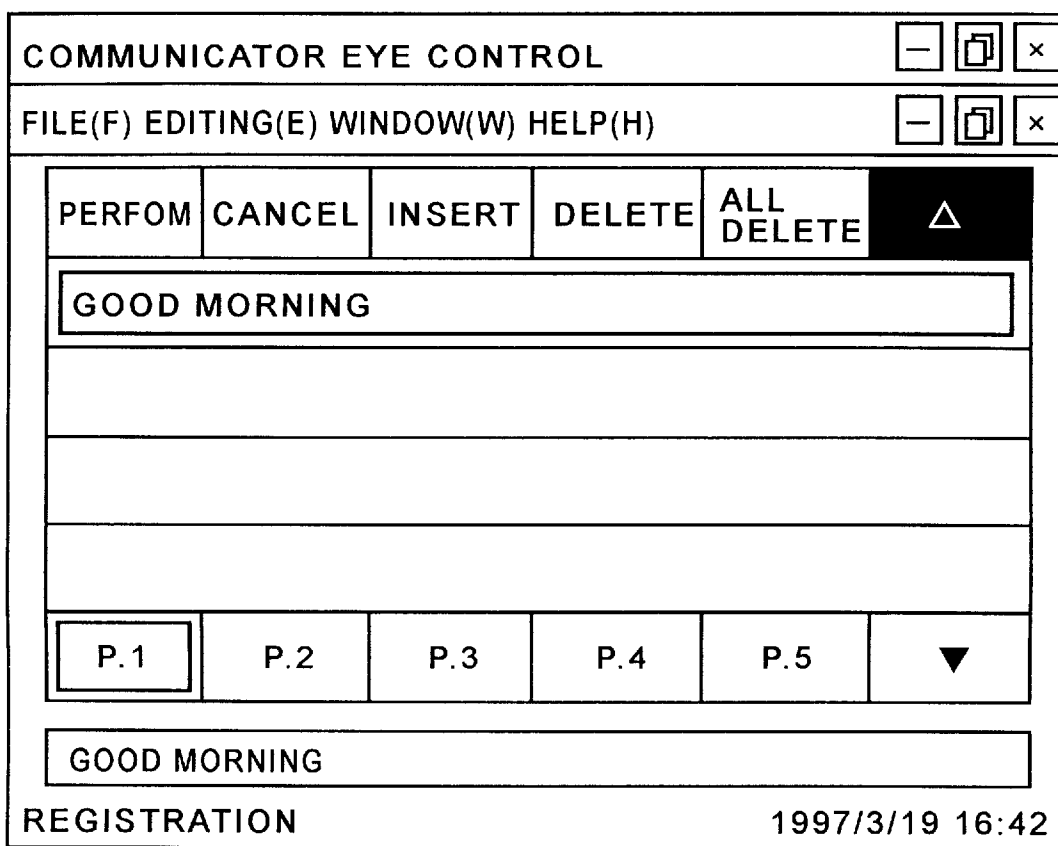 COMMUNICATOR EYE CONTROL
FILE(F) EDITING(E) WINDOW(W) HELP(H)
PERFOM CANCEL INSERT DELETE ALL DELETE
GOOD MORNING
P.1 P.2 P.3 P.4 P.5
GOOD MORNING
REGISTRATION 1997/3/19 16:42